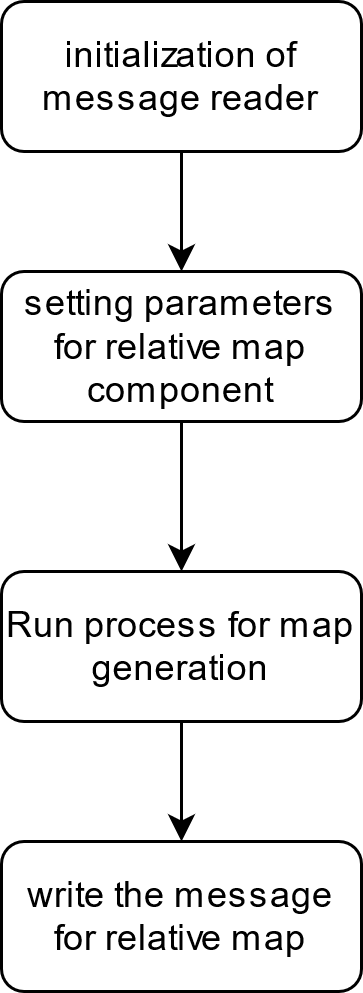 initialization of
message reader
setting parameters
for relative map
component
Run process for map
generation
write the message
for relative map